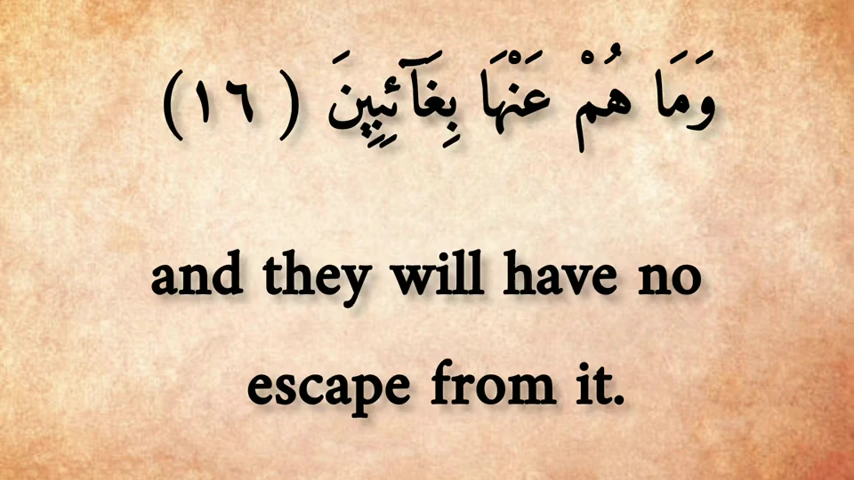 وَمَا هُمْ عَنْهَا بِغَآئِبِينَ ( ١٦)
and they will have no
escape from it.